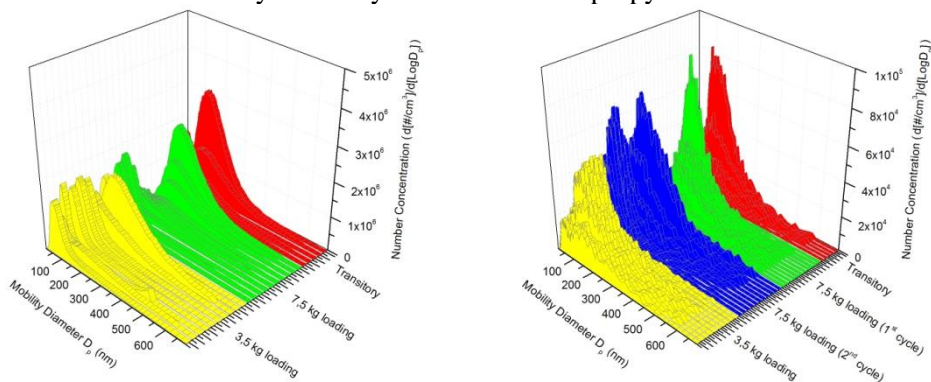 5x10⁶
4x10⁶
3x10⁶
2x10⁶
1x10⁶
0
Number Concentration ( d[#/cm³]/d[LogDₚ])
100
200
300
400
500
600
Mobility Diameter Dₚ (nm)
Transitory
7,5 kg loading
3,5 kg loading
1x10⁵
8x10⁴
6x10⁴
4x10⁴
2x10⁴
0
Number Concentration ( d[#/cm³]/d[LogDₚ])
100
200
300
400
500
600
Mobility Diameter Dₚ (nm)
Transitory
7,5 kg loading (1ˢᵗ cycle)
7,5 kg loading (2ⁿᵈ cycle)
3,5 kg loading